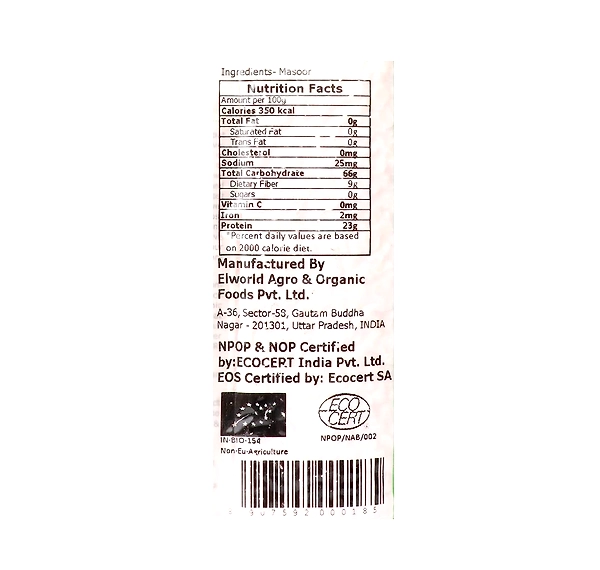 Ingredients- Masoor
Nutrition Facts
Amount per 100g
Calories 350 kcal
Total Fat 0g
Saturated Fat 0g
Trans Fat 0g
Cholesterol 0mg
Sodium 25mg
Total Carbohydrate 66g
Dietary Fiber 9g
Sugars 0g
Vitamin C 0mg
Iron 2mg
Protein 23g
*Percent daily values are based
on 2000 calorie diet.
Manufactured By
Elworld Agro & Organic
Foods Pvt. Ltd.
A-36, Sector-58, Gautam Buddha
Nagar - 201301, Uttar Pradesh, INDIA
NPOP & NOP Certified
by:ECOCERT India Pvt. Ltd.
EOS Certified by: Ecocert SA
ECO
CERT
IN-BIO-154
NPOP/NAB/002
Non-Eu-Agriculture
907592000185